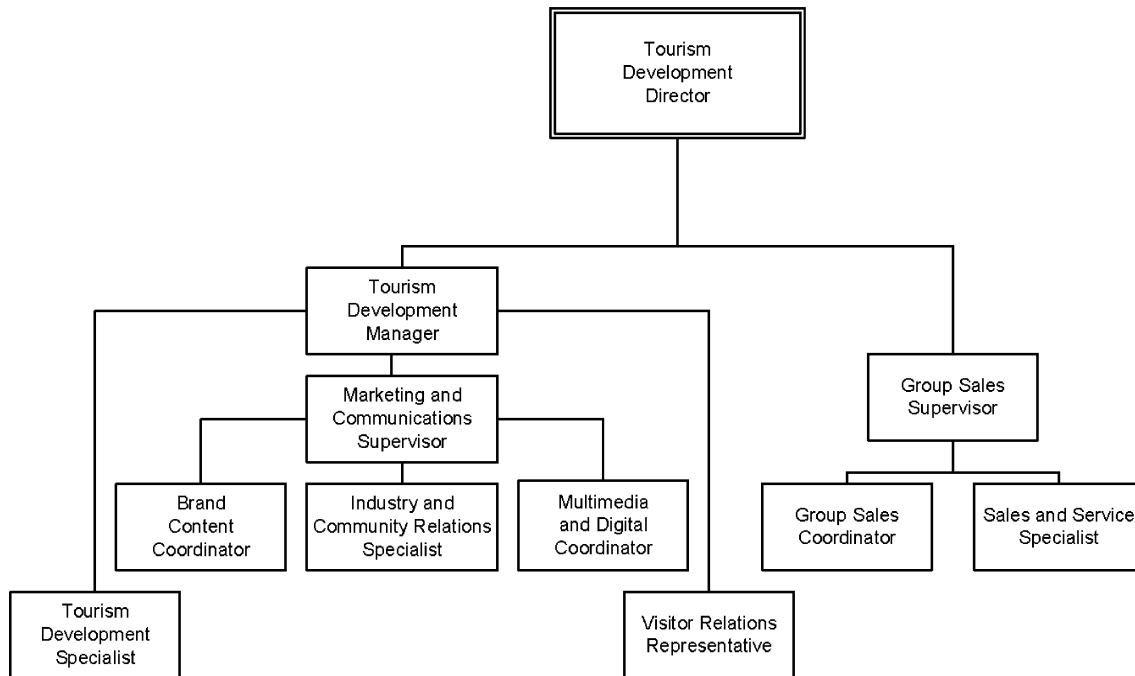 Tourism
Development
Director
Tourism
Development
Manager
Group Sales
Supervisor
Marketing and
Communications
Supervisor
Brand
Content
Coordinator
Industry and
Community Relations
Specialist
Multimedia
and Digital
Coordinator
Group Sales
Coordinator
Sales and Service
Specialist
Tourism
Development
Specialist
Visitor Relations
Representative